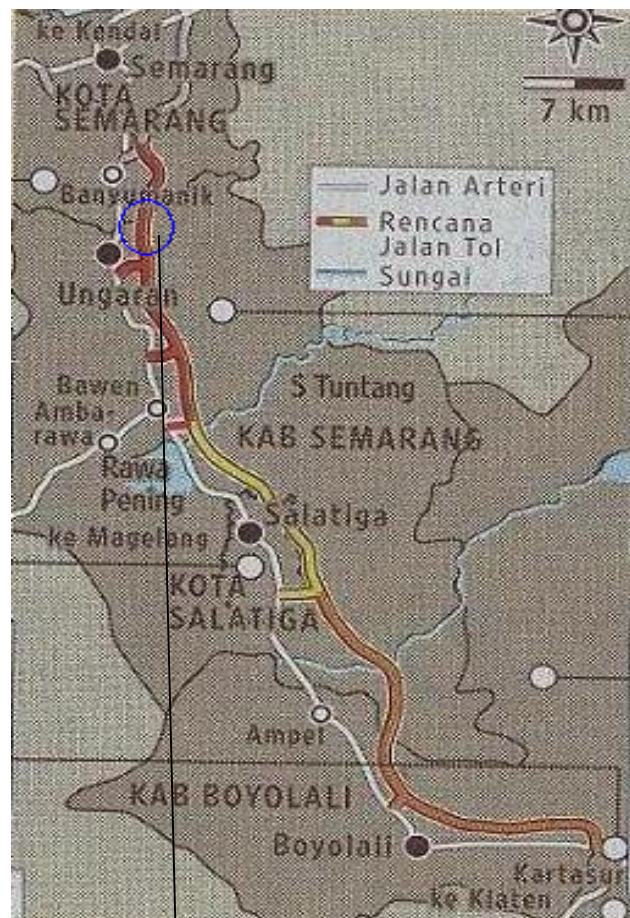 ke Kendal
Semarang
KOTA
SEMARANG
7 km
Banyumanik
Jalan Arteri
Rencana
Jalan Tol
Sungai
Ungaran
Bawen
Amba-
rawa
S Tuntang
KAB SEMARANG
Rawa
Pening
Salatiga
ke Magelang
KOTA
SALATIGA
Ampel
KAB BOYOLALI
Boyolali
Kartasur
ke Klaten